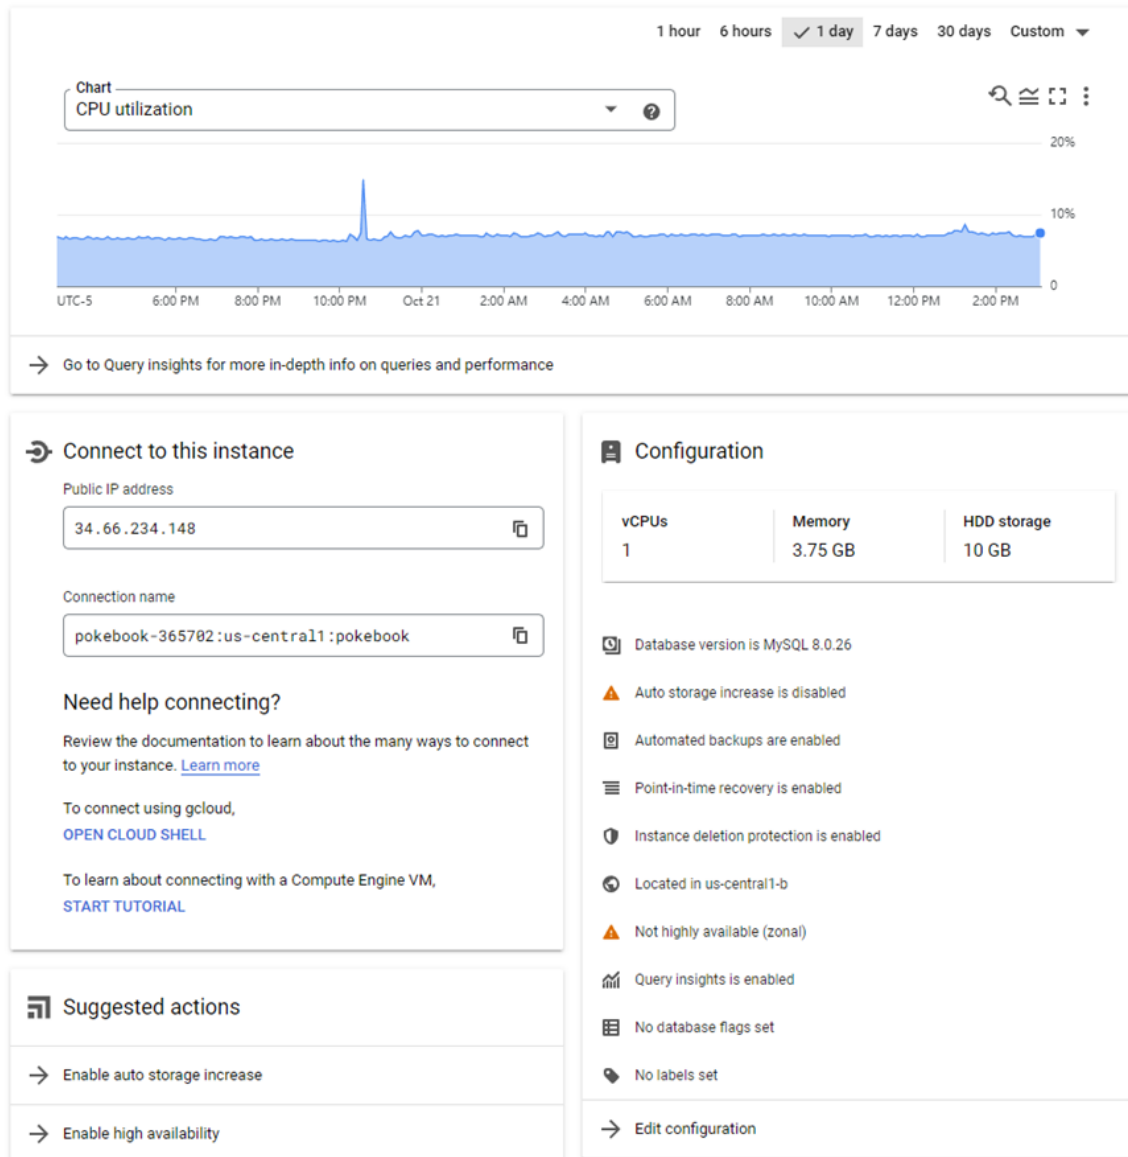 1 hour 6 hours 1 day 7 days 30 days Custom
Chart
CPU utilization
20%
10%
0
UTC-5 6:00 PM 8:00 PM 10:00 PM Oct 21 2:00 AM 4:00 AM 6:00 AM 8:00 AM 10:00 AM 12:00 PM 2:00 PM
Go to Query insights for more in-depth info on queries and performance
Connect to this instance
Public IP address
34.66.234.148
Connection name
pokebook-365702:us-central1:pokebook
Need help connecting?
Review the documentation to learn about the many ways to connect
to your instance. Learn more
To connect using gcloud,
OPEN CLOUD SHELL
To learn about connecting with a Compute Engine VM,
START TUTORIAL
Suggested actions
Enable auto storage increase
Enable high availability
Configuration
vCPUs Memory HDD storage
1 3.75 GB 10 GB
Database version is MySQL 8.0.26
Auto storage increase is disabled
Automated backups are enabled
Point-in-time recovery is enabled
Instance deletion protection is enabled
Located in us-central1-b
Not highly available (zonal)
Query insights is enabled
No database flags set
No labels set
Edit configuration